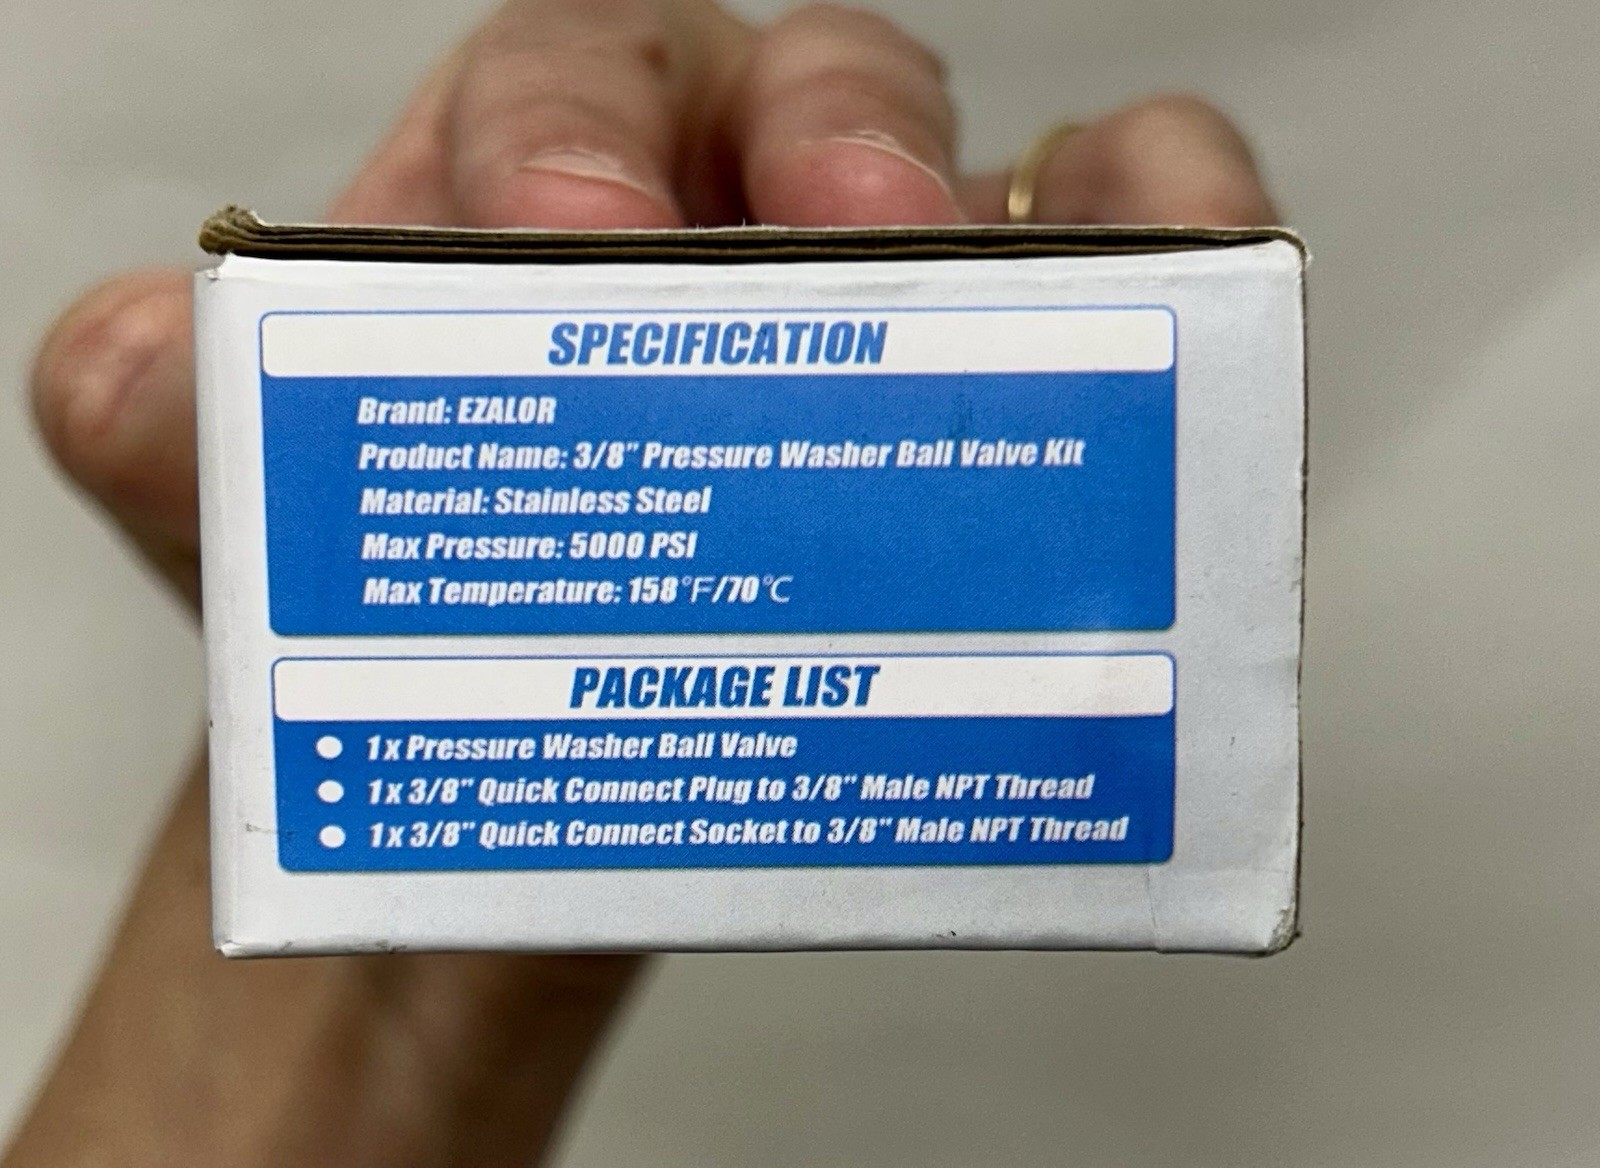 SPECIFICATION
Brand: EZALOR
Product Name: 3/8" Pressure Washer Ball Valve Kit
Material: Stainless Steel
Max Pressure: 5000 PSI
Max Temperature: 158°F/70°C
PACKAGE LIST
● 1x Pressure Washer Ball Valve
● 1x 3/8" Quick Connect Plug to 3/8" Male NPT Thread
● 1x 3/8" Quick Connect Socket to 3/8" Male NPT Thread